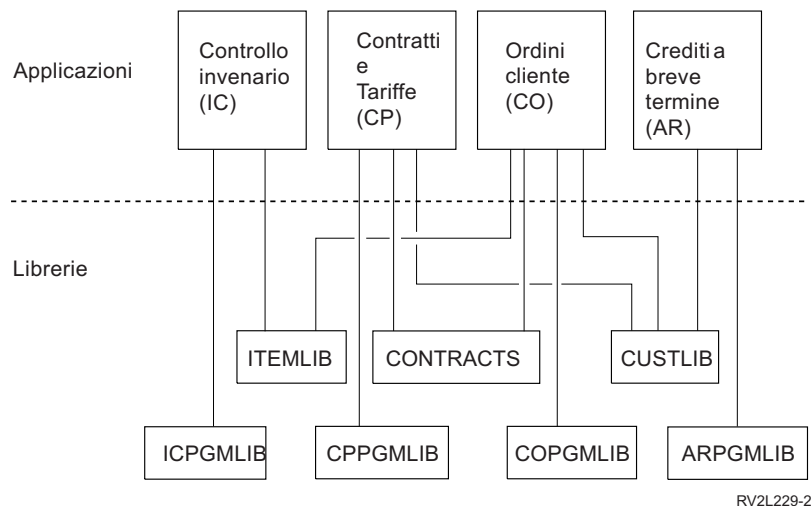 Applicazioni
Controllo
invenario
(IC)
Contratti
e
Tariffe
(CP)
Ordini
cliente
(CO)
Crediti a
breve
termine
(AR)
Librerie
ITEMLIB
CONTRACTS
CUSTLIB
ICPGMLIB
CPPGMLIB
COPGMLIB
ARPGMLIB
RV2L229-2